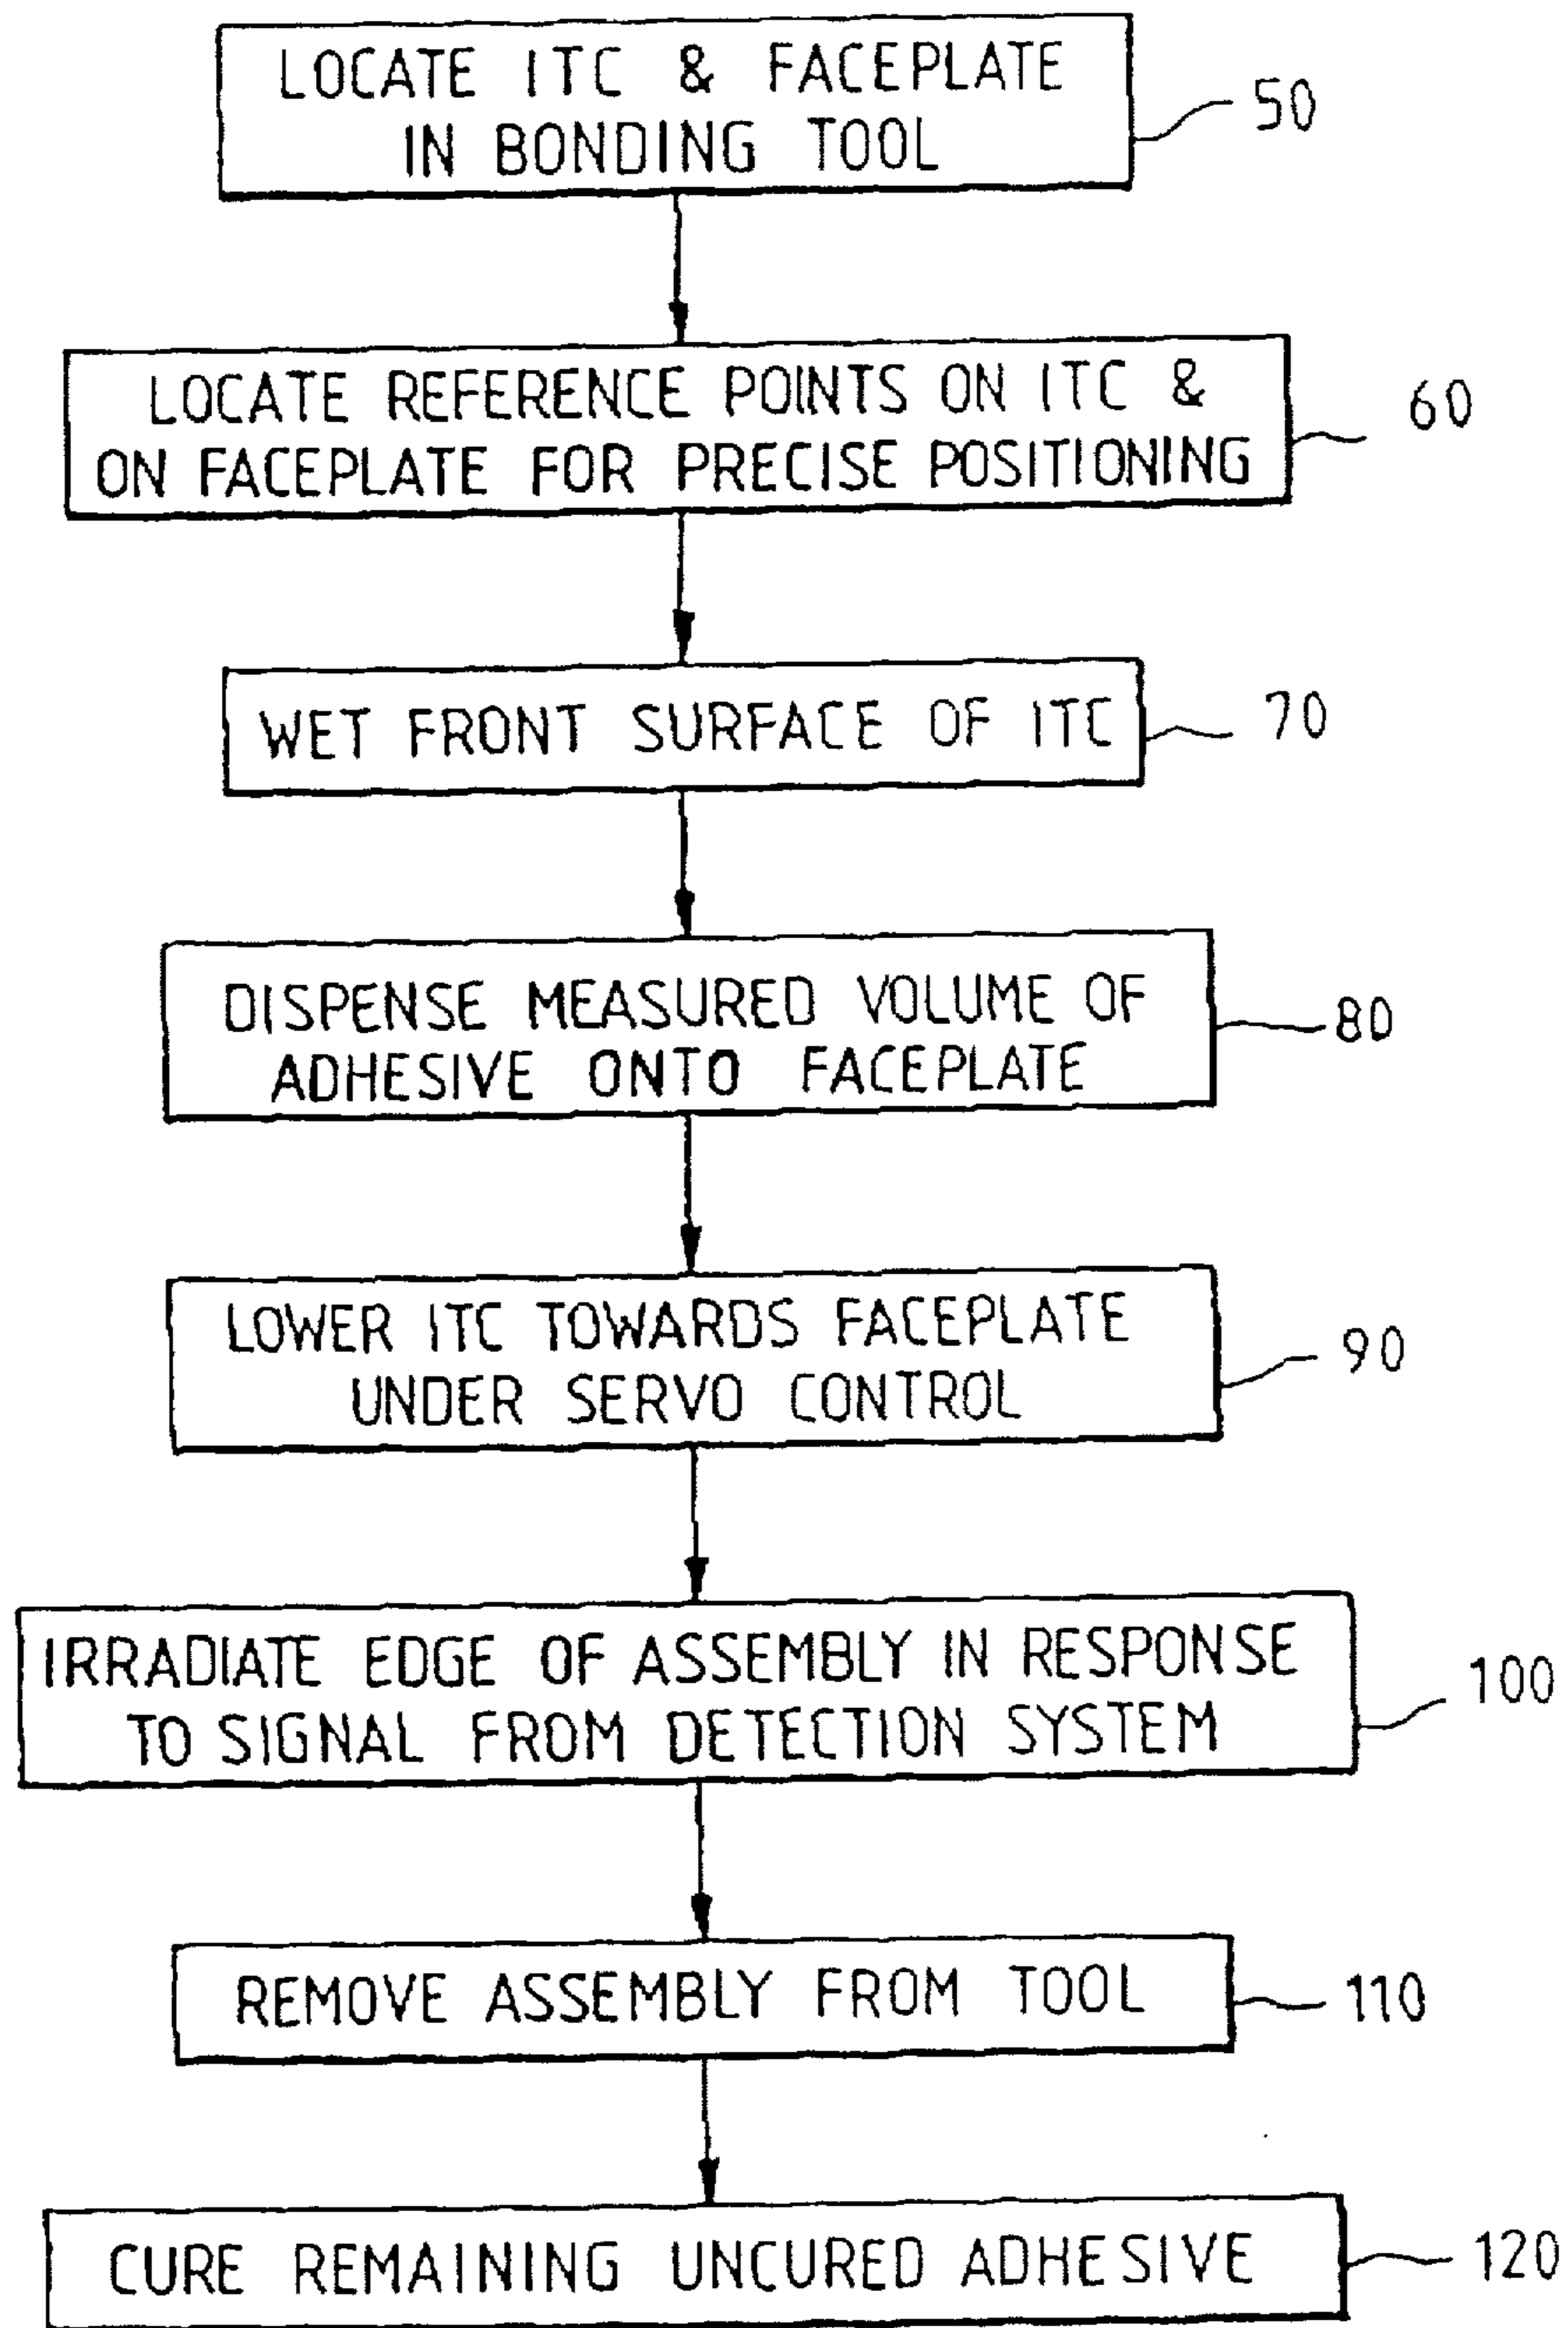 LOCATE ITC & FACEPLATE
IN BONDING TOOL
50
LOCATE REFERENCE POINTS ON ITC &
ON FACEPLATE FOR PRECISE POSITIONING
60
WET FRONT SURFACE OF ITC
70
DISPENSE MEASURED VOLUME OF
ADHESIVE ONTO FACEPLATE
80
LOWER ITC TOWARDS FACEPLATE
UNDER SERVO CONTROL
90
IRRADIATE EDGE OF ASSEMBLY IN RESPONSE
TO SIGNAL FROM DETECTION SYSTEM
100
REMOVE ASSEMBLY FROM TOOL
110
CURE REMAINING UNCURED ADHESIVE
120